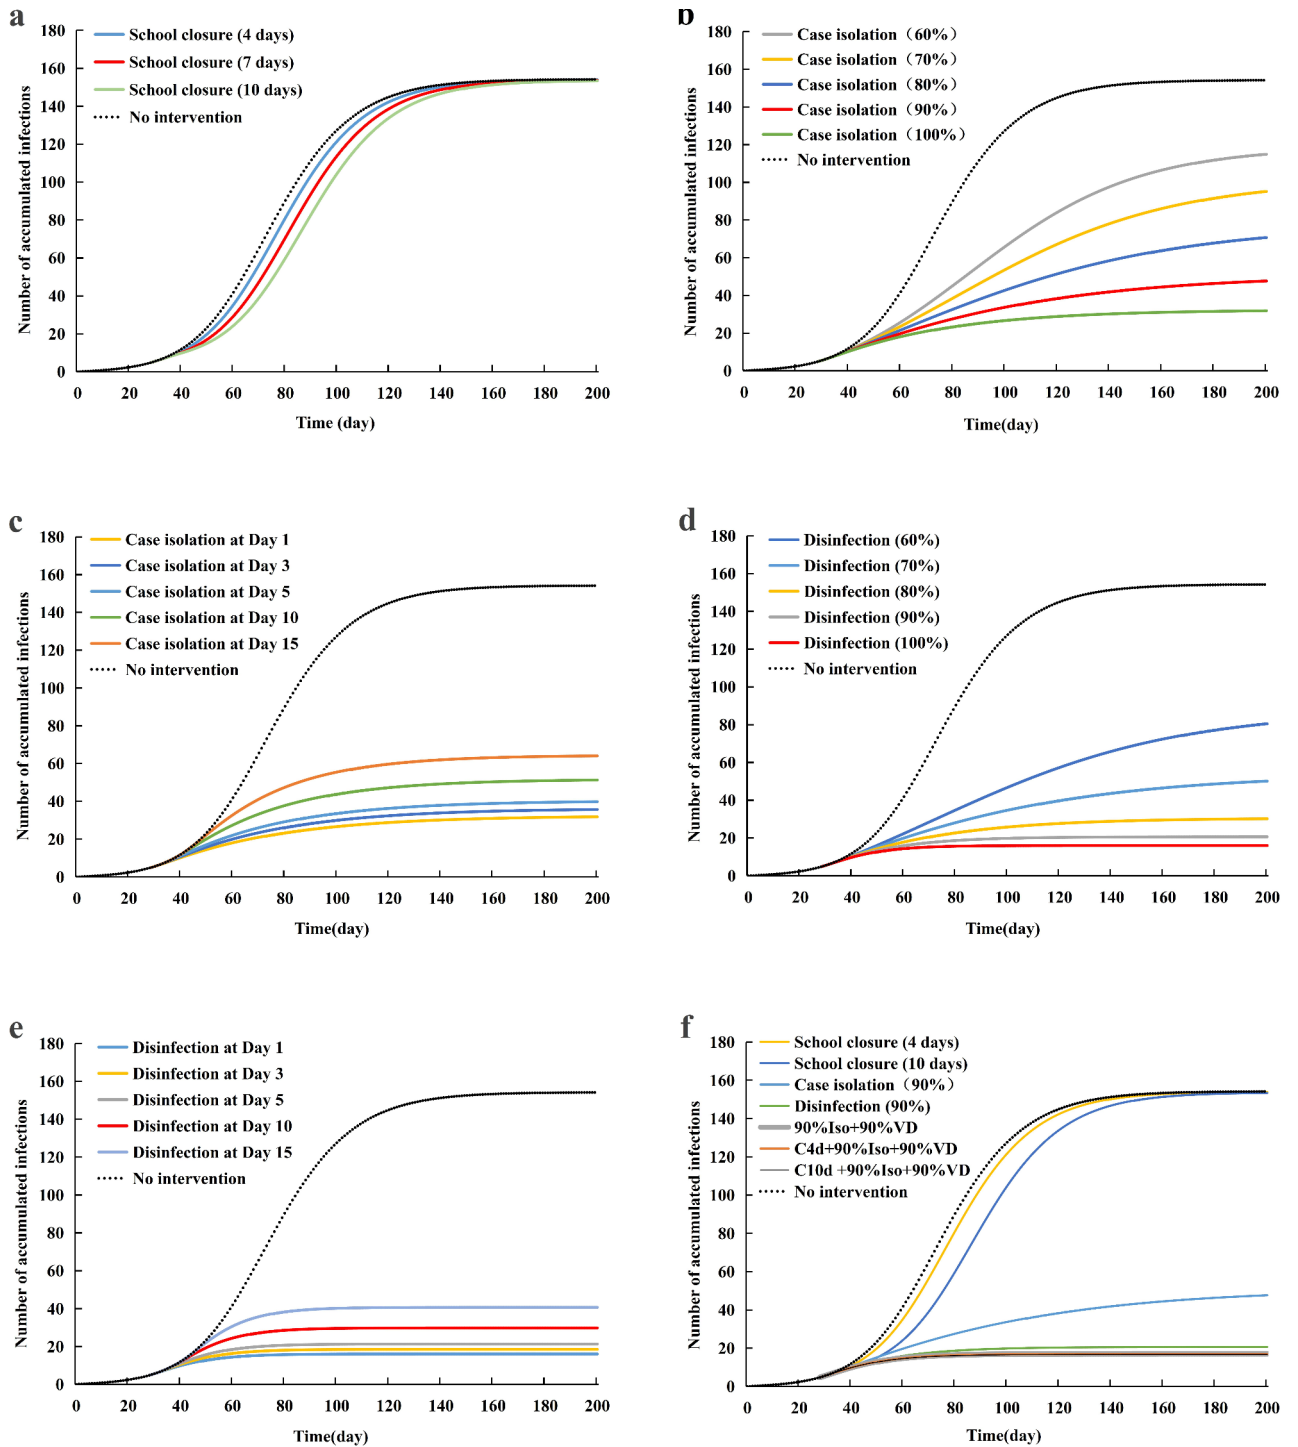 a
Number of accumulated infections
180
160
140
120
100
80
60
40
20
0
School closure (4 days)
School closure (7 days)
School closure (10 days)
No intervention
0 20 40 60 80 100 120 140 160 180 200
Time (day)
b
Number of accumulated infections
180
160
140
120
100
80
60
40
20
0
Case isolation（60%）
Case isolation（70%）
Case isolation（80%）
Case isolation（90%）
Case isolation（100%）
No intervention
0 20 40 60 80 100 120 140 160 180 200
Time(day)
c
Number of accumulated infections
180
160
140
120
100
80
60
40
20
0
Case isolation at Day 1
Case isolation at Day 3
Case isolation at Day 5
Case isolation at Day 10
Case isolation at Day 15
No intervention
0 20 40 60 80 100 120 140 160 180 200
Time(day)
d
Number of accumulated infections
180
160
140
120
100
80
60
40
20
0
Disinfection (60%)
Disinfection (70%)
Disinfection (80%)
Disinfection (90%)
Disinfection (100%)
No intervention
0 20 40 60 80 100 120 140 160 180 200
Time(day)
e
Number of accumulated infections
180
160
140
120
100
80
60
40
20
0
Disinfection at Day 1
Disinfection at Day 3
Disinfection at Day 5
Disinfection at Day 10
Disinfection at Day 15
No intervention
0 20 40 60 80 100 120 140 160 180 200
Time(day)
f
Number of accumulated infections
180
160
140
120
100
80
60
40
20
0
School closure (4 days)
School closure (10 days)
Case isolation（90%）
Disinfection (90%)
90%Iso+90%VD
C4d+90%Iso+90%VD
C10d +90%Iso+90%VD
No intervention
0 20 40 60 80 100 120 140 160 180 200
Time(day)